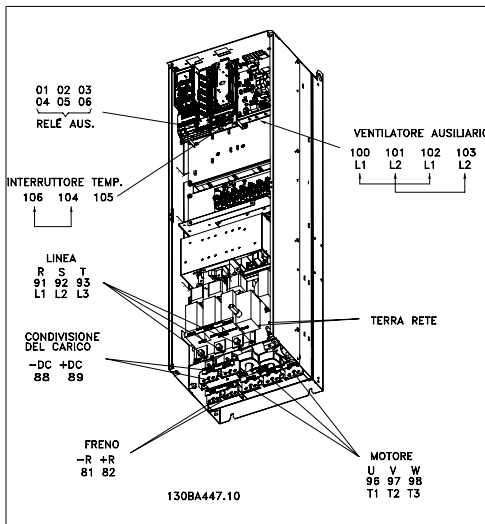 01 02 03
04 05 06
RELÈ AUS.
VENTILATORE AUSILIARIO
100 101 102 103
L1 L2 L1 L2
INTERRUTTORE TEMP.
106 104 105
LINEA
R S T
91 92 93
L1 L2 L3
TERRA RETE
CONDIVISIONE
DEL CARICO
-DC +DC
88 89
FRENO
-R +R
81 82
MOTORE
U V W
96 97 98
T1 T2 T3
130BA447.10